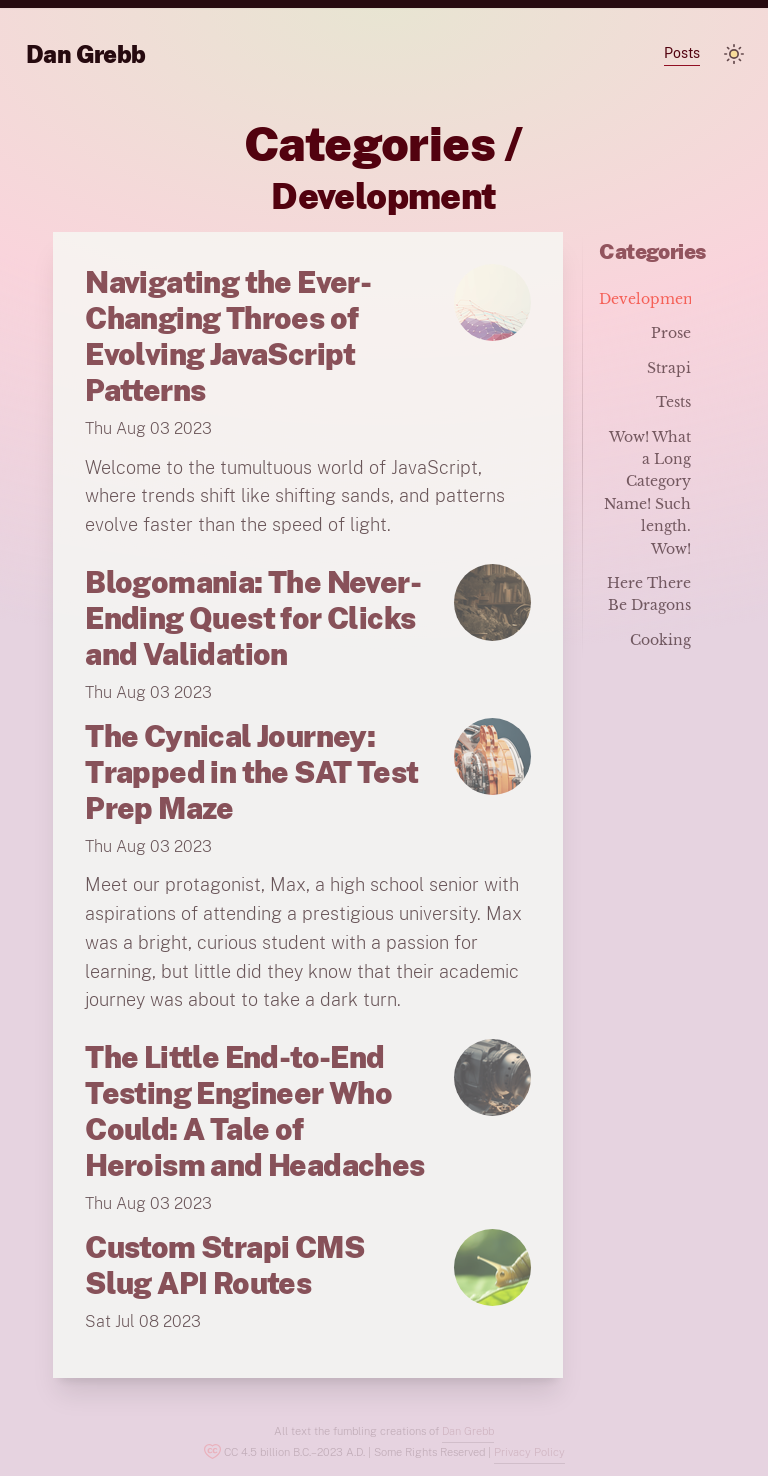 Dan Grebb
Posts
Categories /
Development
Navigating the Ever-
Changing Throes of
Evolving JavaScript
Patterns
Thu Aug 03 2023
Welcome to the tumultuous world of JavaScript,
where trends shift like shifting sands, and patterns
evolve faster than the speed of light.
Blogomania: The Never-
Ending Quest for Clicks
and Validation
Thu Aug 03 2023
The Cynical Journey:
Trapped in the SAT Test
Prep Maze
Thu Aug 03 2023
Meet our protagonist, Max, a high school senior with
aspirations of attending a prestigious university. Max
was a bright, curious student with a passion for
learning, but little did they know that their academic
journey was about to take a dark turn.
The Little End-to-End
Testing Engineer Who
Could: A Tale of
Heroism and Headaches
Thu Aug 03 2023
Custom Strapi CMS
Slug API Routes
Sat Jul 08 2023
Categories
Developmen
Prose
Strapi
Tests
Wow! What
a Long
Category
Name! Such
length.
Wow!
Here There
Be Dragons
Cooking
All text the fumbling creations of Dan Grebb
CC 4.5 billion B.C.–2023 A.D. | Some Rights Reserved | Privacy Policy